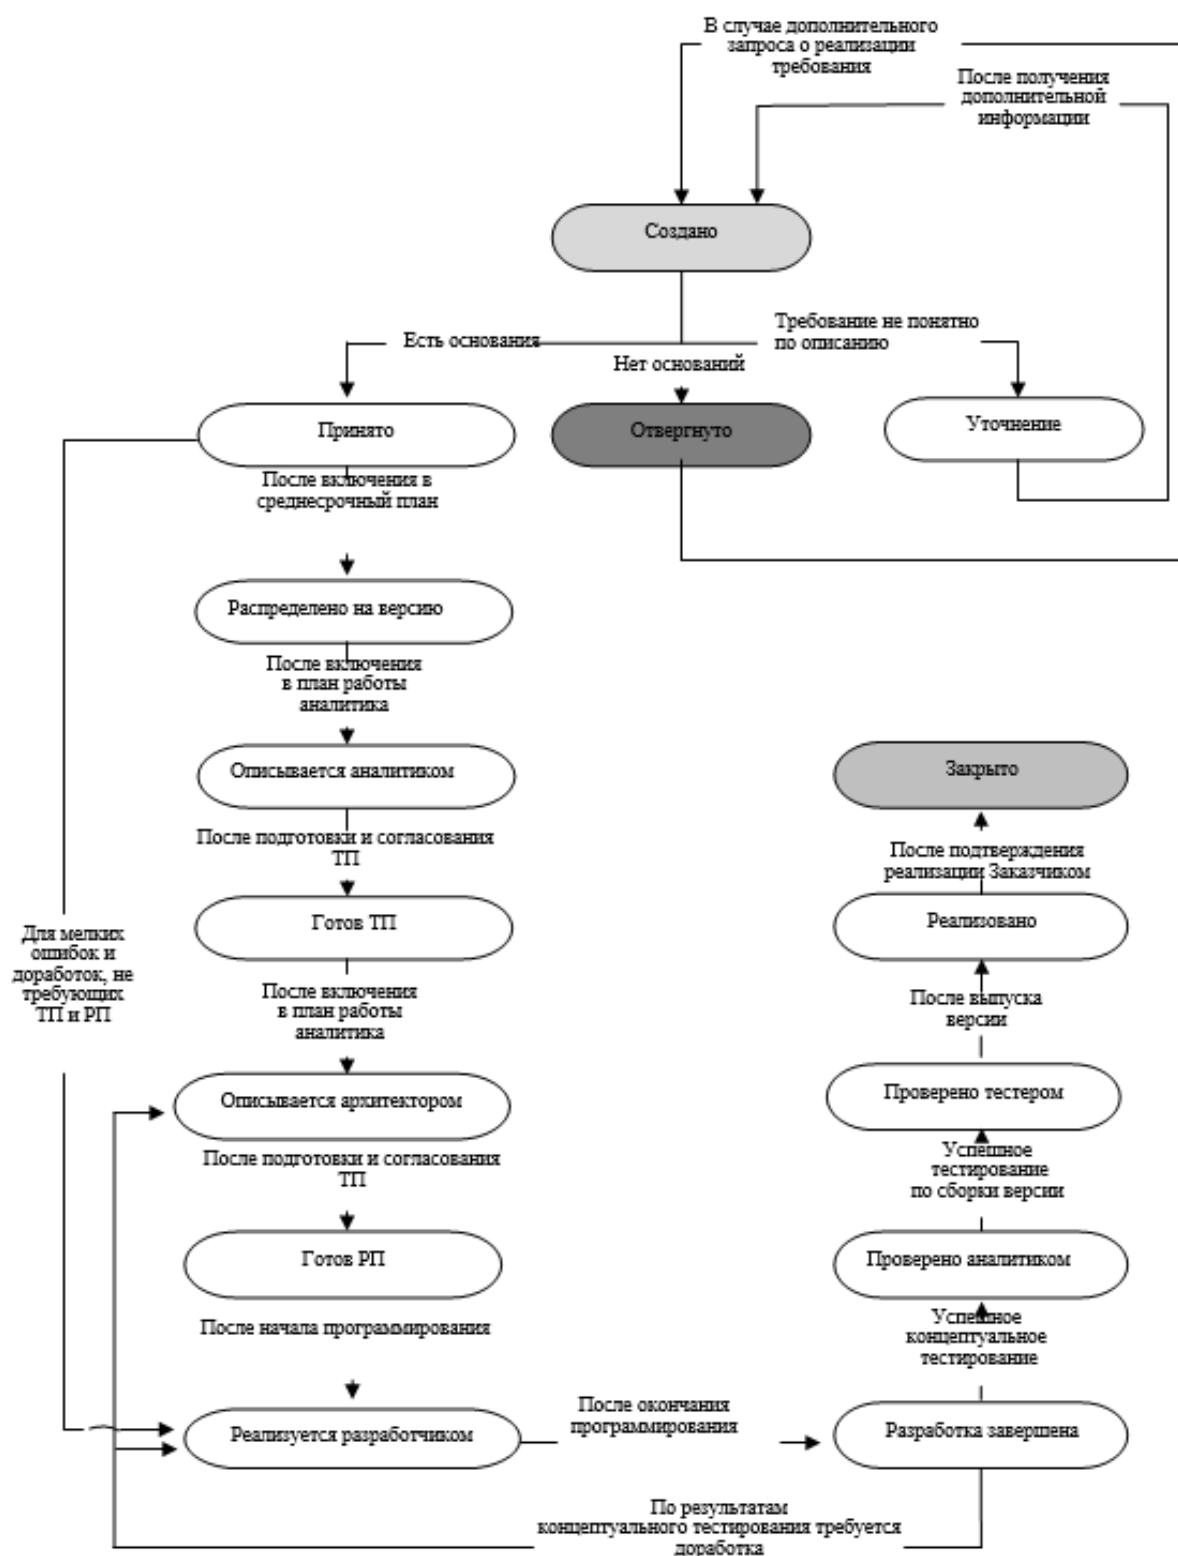 В случае дополнительного
запроса о реализации
требования
После получения
дополнительной
информации
Создано
Есть основания
Требование не понятно
по описанию
Нет оснований
Принято
Отвергнуто
Уточнение
После включения в
среднесрочный план
Распределено на версию
После включения
в план работы
аналитика
Описывается аналитиком
После подготовки и согласования
ТП
Готов ТП
После включения
в план работы
аналитика
Для мелких
ошибок и
доработок, не
требующих
ТП и РП
Описывается архитектором
После подготовки и согласования
ТП
Готов РП
После начала программирования
Реализуется разработчиком
После окончания
программирования
Разработка завершена
Успешное
концептуальное
тестирование
Проверено аналитиком
Успешное
тестирование
по сборки версии
Проверено тестером
После выпуска
версии
Реализовано
После подтверждения
реализации Заказчиком
Закрыто
По результатам
концептуального тестирования требуется
доработка